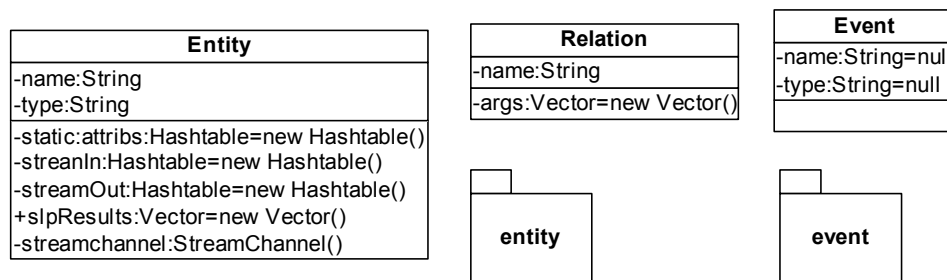 Entity
-name:String
-type:String
-static:attribs:Hashtable=new Hashtable()
-streanIn:Hashtable=new Hashtable()
-streamOut:Hashtable=new Hashtable()
+slpResults:Vector=new Vector()
-streamchannel:StreamChannel()
Relation
-name:String
-args:Vector=new Vector()
Event
-name:String=nul
-type:String=null
entity
event